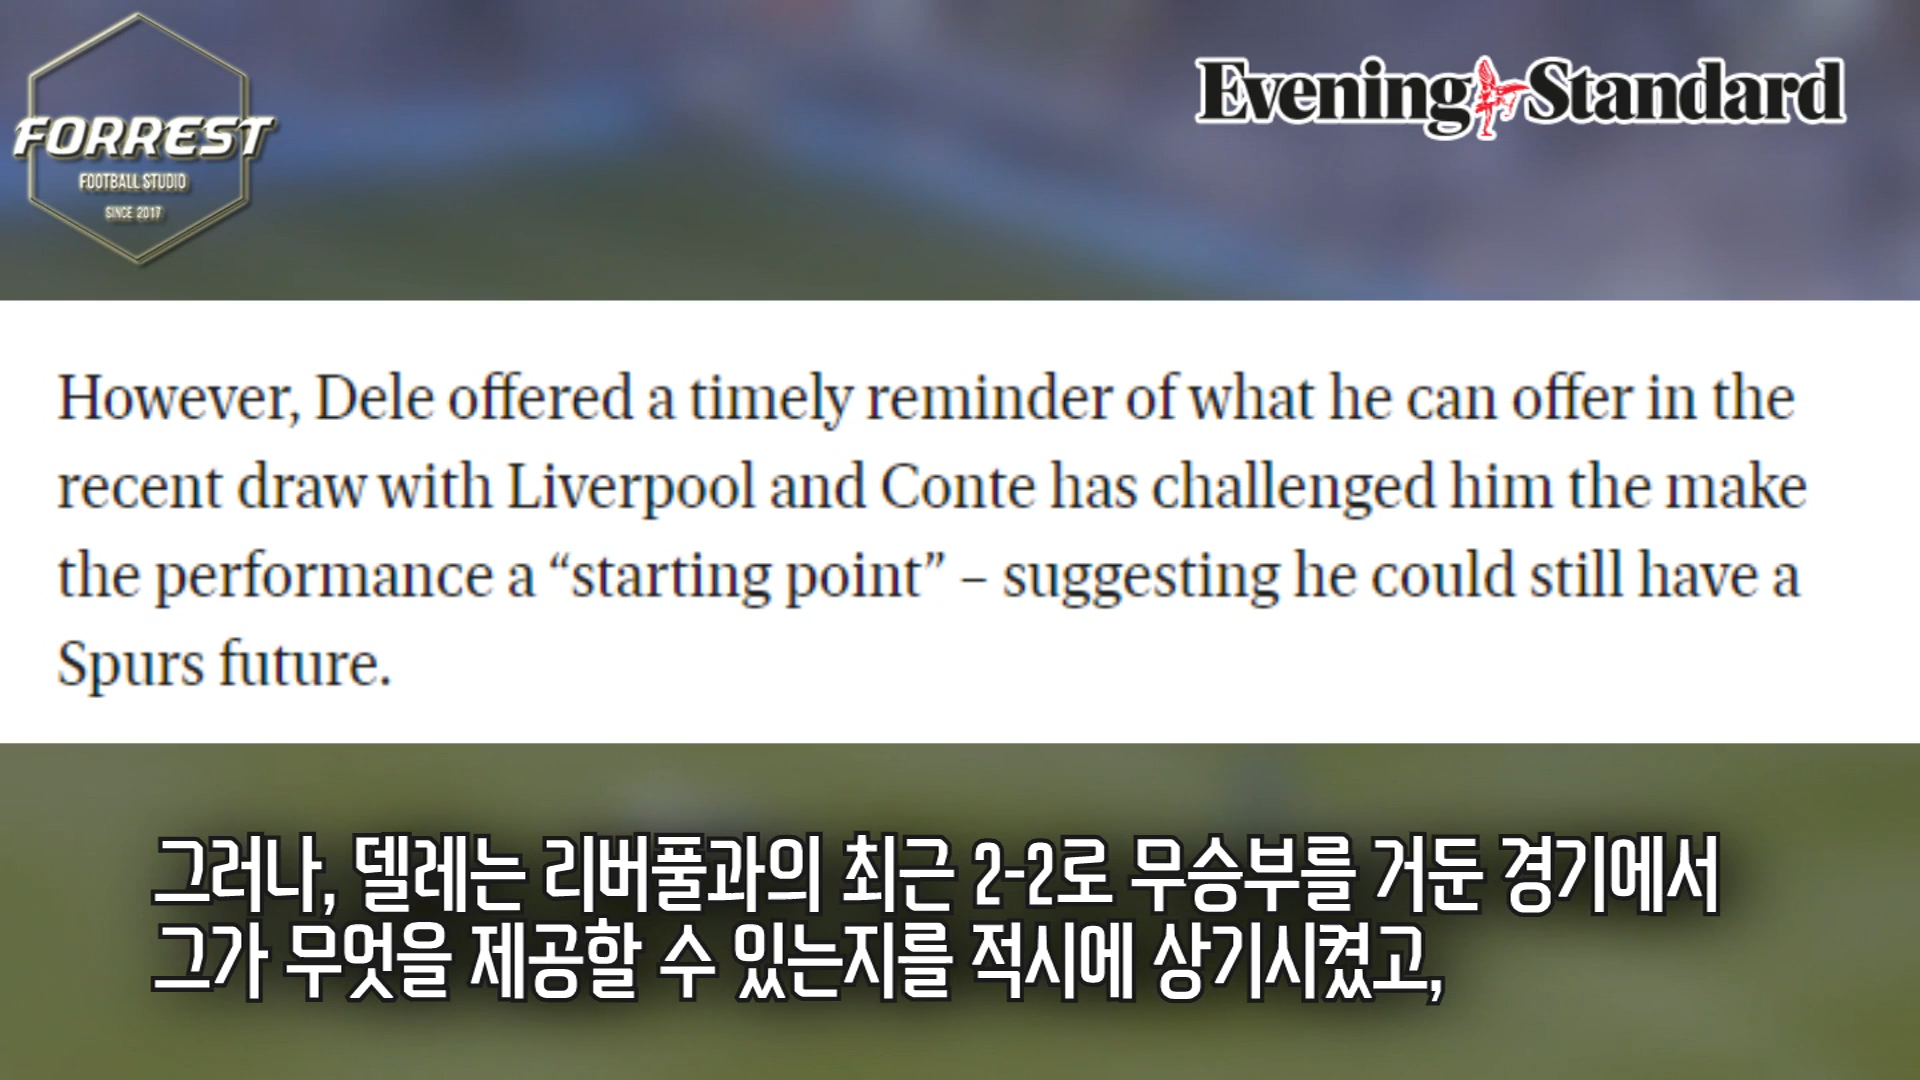 FORREST
FOOTBALL STUDIO
SINCE 2017
Evening Standard
However, Dele offered a timely reminder of what he can offer in the
recent draw with Liverpool and Conte has challenged him the make
the performance a “starting point” – suggesting he could still have a
Spurs future.
그러나, 델레는 리버풀과의 최근 2-2로 무승부를 거둔 경기에서
그가 무엇을 제공할 수 있는지를 적시에 상기시켰고,